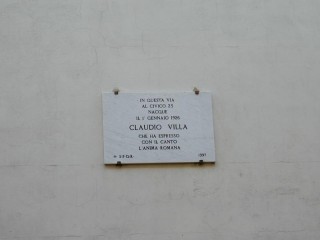 IN QUESTA VIA
AL CIVICO 23
NACQUE
IL 1° GENNAIO 1926
CLAUDIO VILLA
CHE HA ESPRESSO
CON IL CANTO
L'ANIMA ROMANA